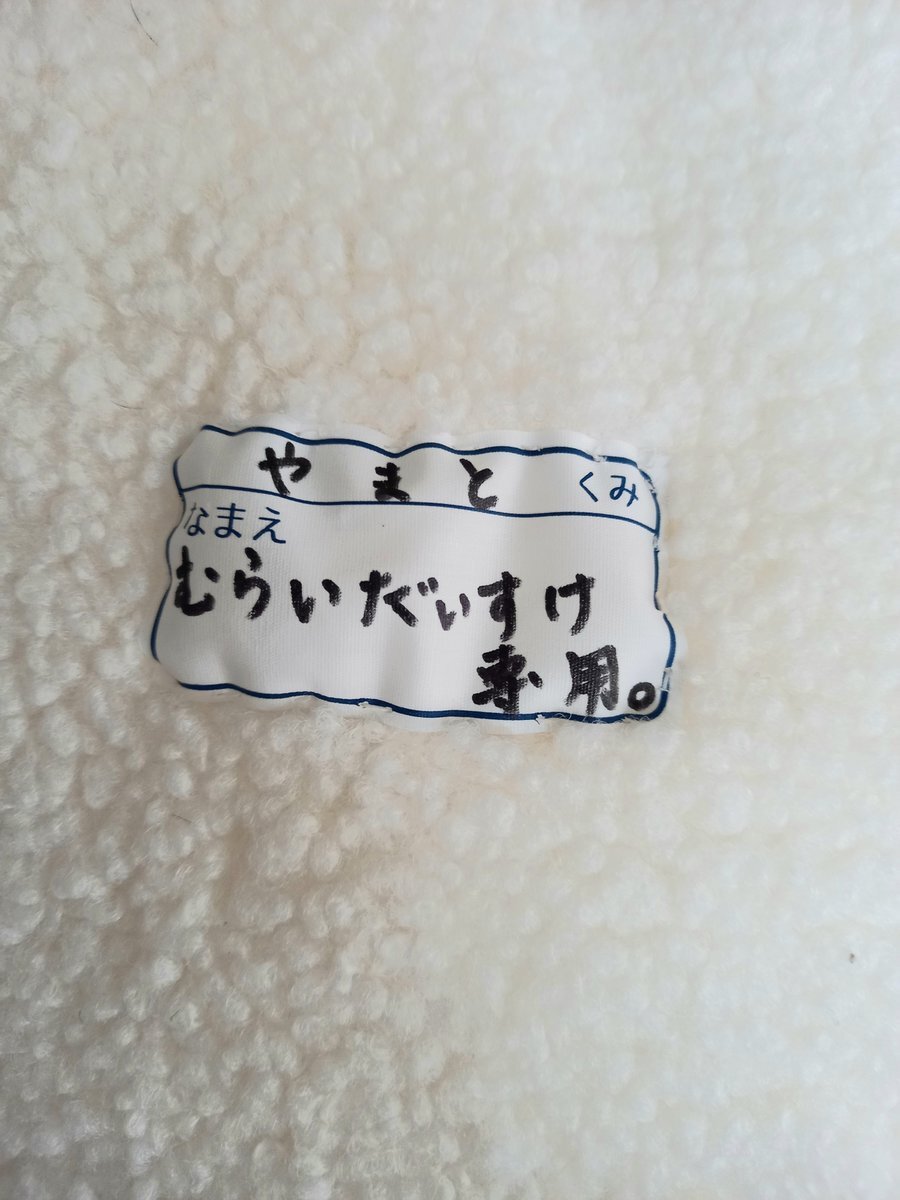 やまと くみ
なまえ
むらいだいすけ
専用。